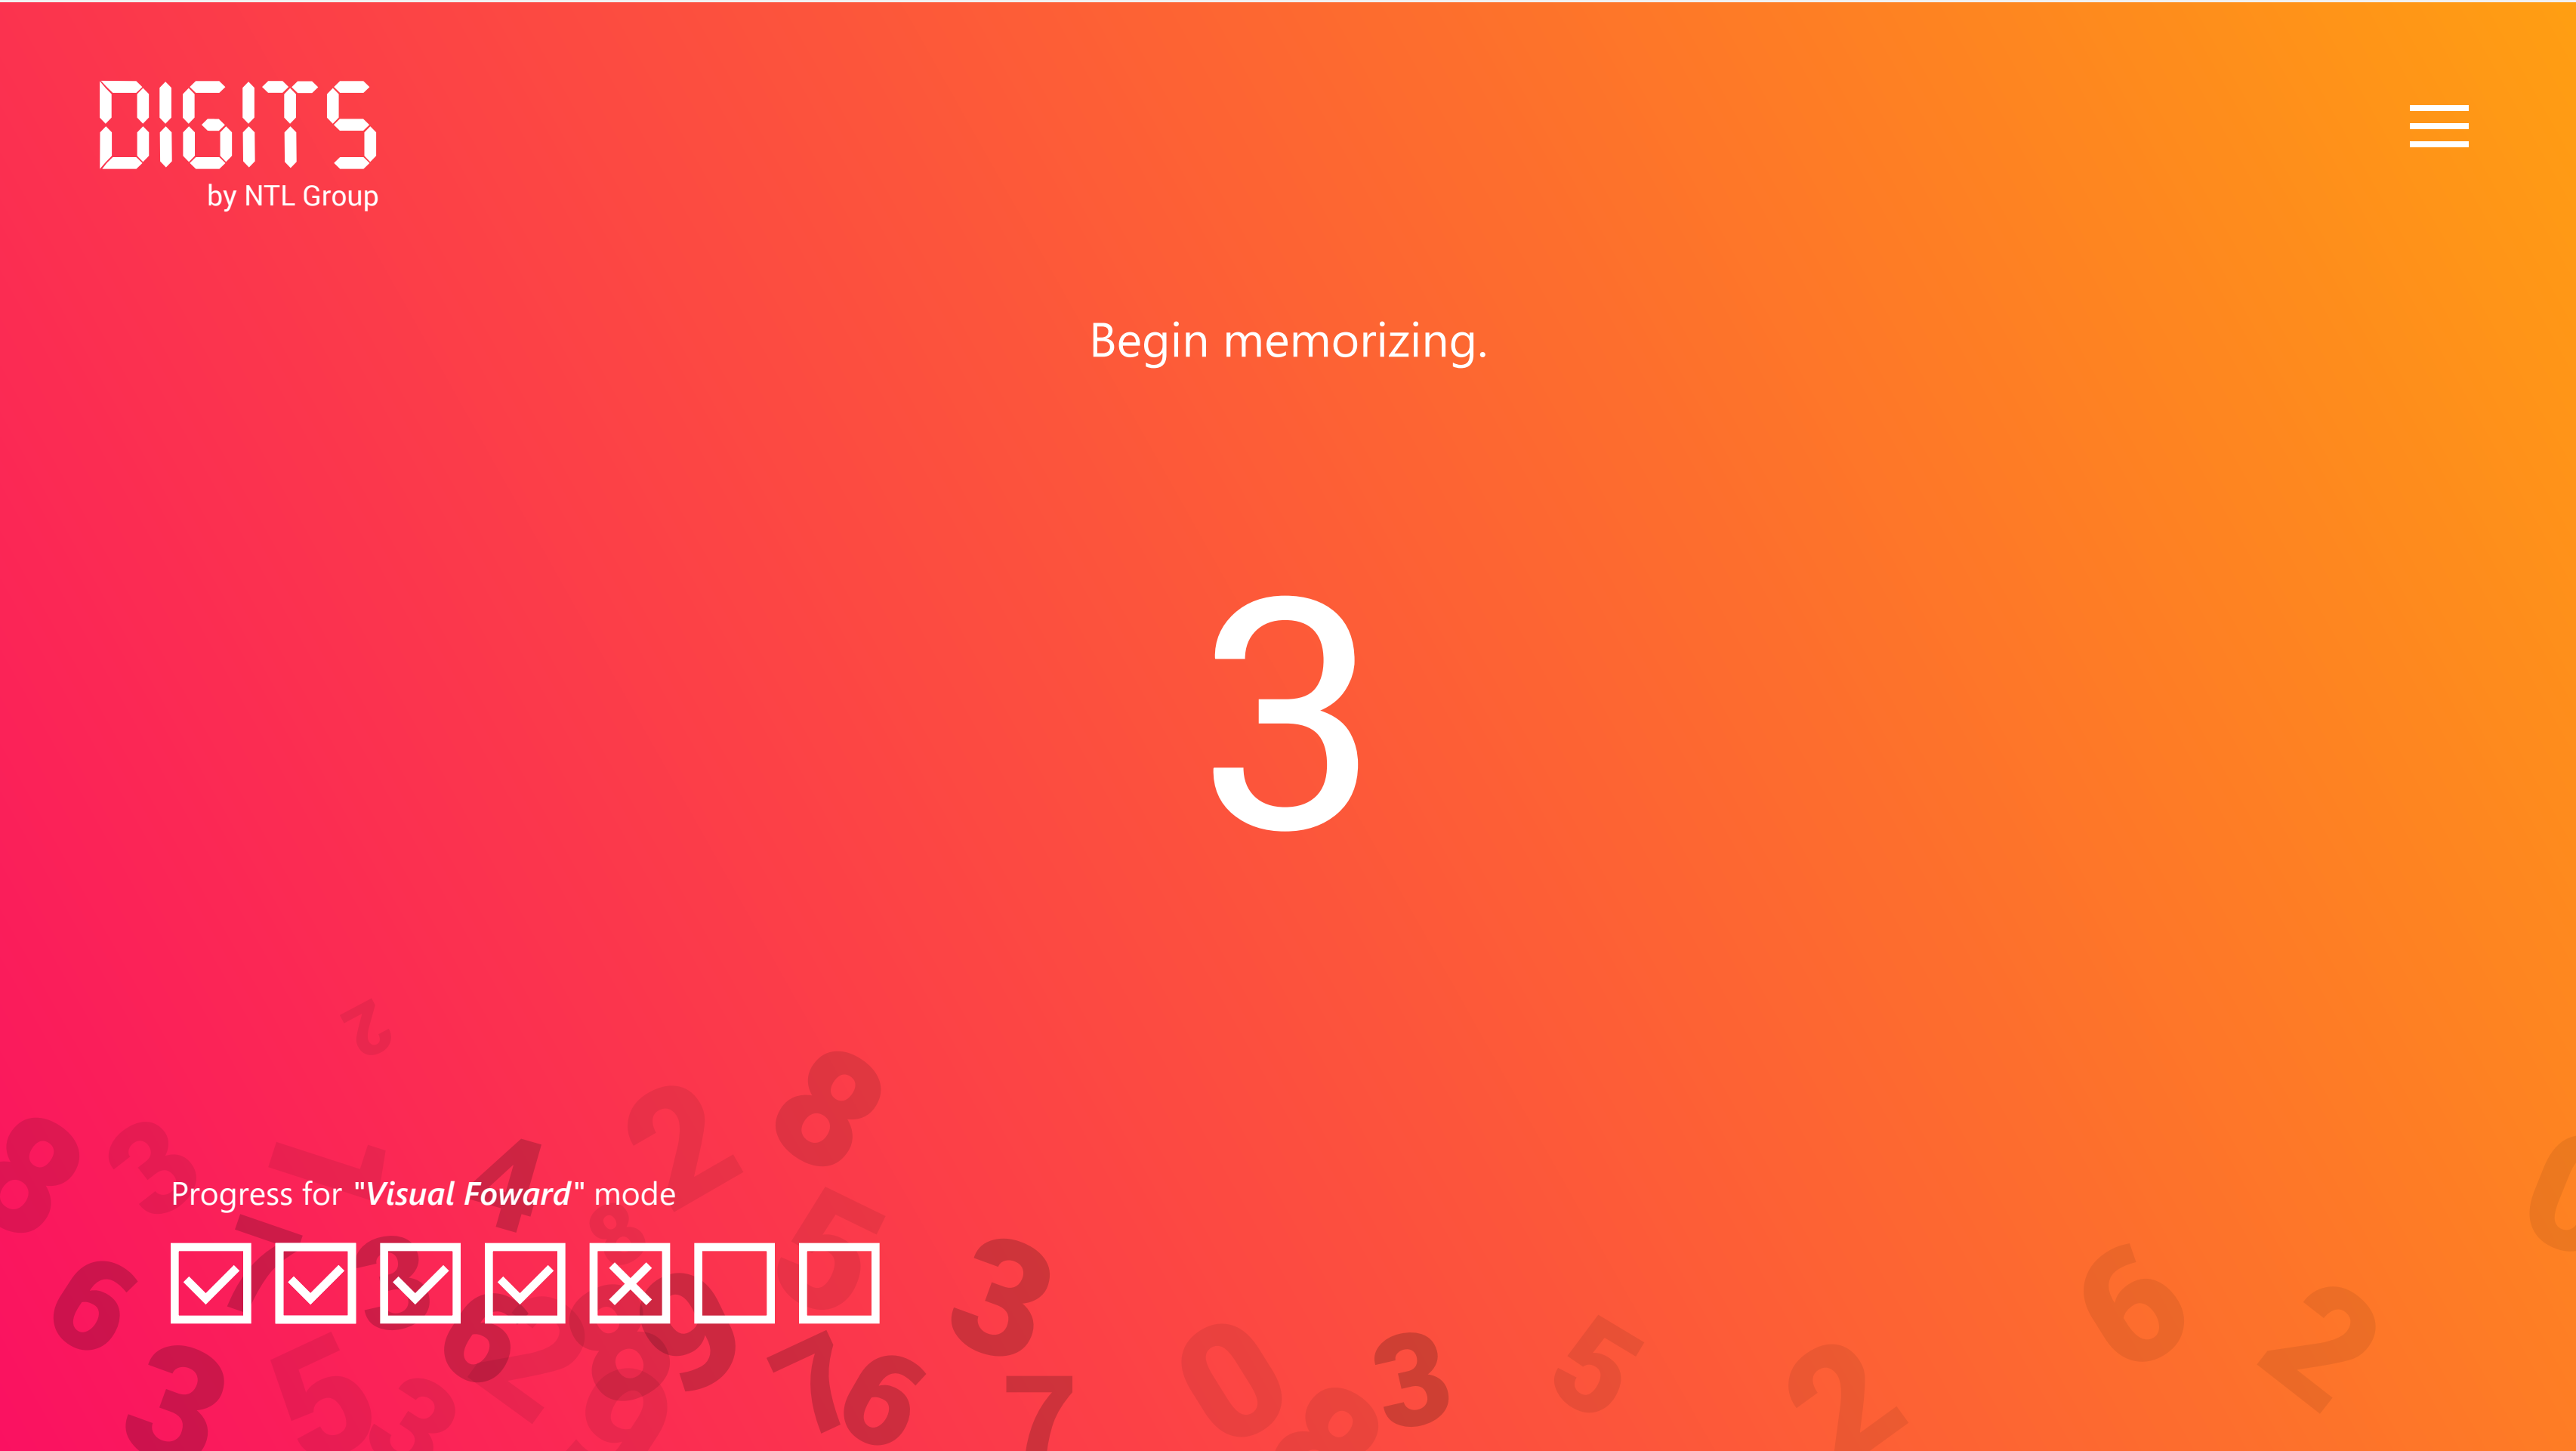 DIGITS
by NTL Group
Begin memorizing.
3
Progress for "Visual Foward" mode